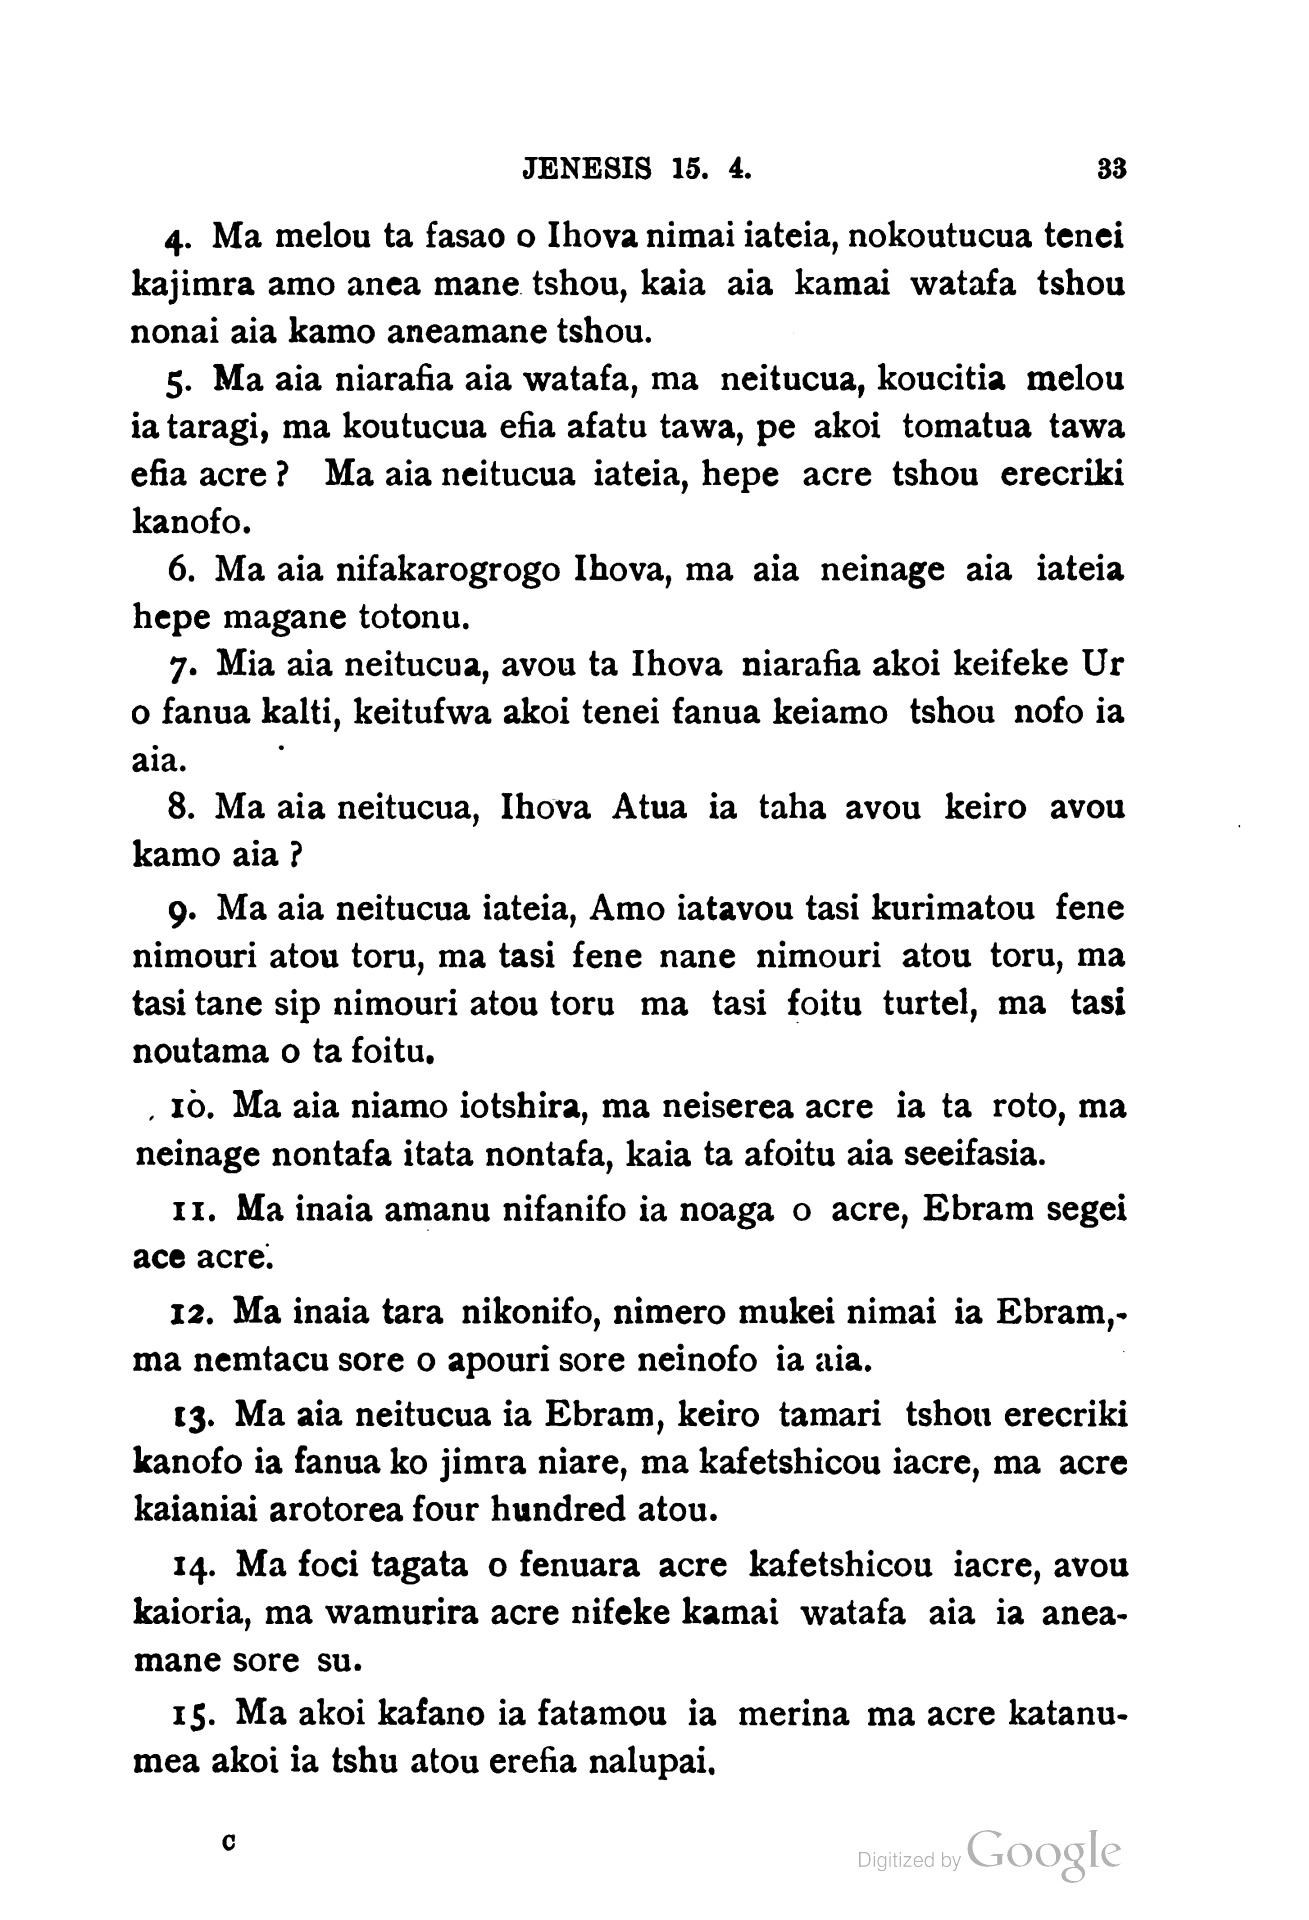 JENESIS 15. 4. 33
4. Ma melou ta fasao o Ihova nimai iateia, nokoutucua tenei
kajimra amo anea mane tshou, kaia aia kamai watafa tshou
nonai aia kamo aneamane tshou.
5. Ma aia niarafia aia watafa, ma neitucua, koucitia melou
ia taragi, ma koutucua efia afatu tawa, pe akoi tomatua tawa
efia acre ? Ma aia neitucua iateia, hepe acre tshou erecriki
kanofo.
6. Ma aia nifakarogrogo Ihova, ma aia neinage aia iateia
hepe magane totonu.
7. Mia aia neitucua, avou ta Ihova niarafia akoi keifeke Ur
o fanua kalti, keitufwa akoi tenei fanua keiamo tshou nofo ia
aia.
8. Ma aia neitucua, Ihova Atua ia taha avou keiro avou
kamo aia ?
9. Ma aia neitucua iateia, Amo iatavou tasi kurimatou fene
nimouri atou toru, ma tasi fene nane nimouri atou toru, ma
tasi tane sip nimouri atou toru ma tasi foitu turtel, ma tasi
noutama o ta foitu.
10. Ma aia niamo iotshira, ma neiserea acre ia ta roto, ma
neinage nontafa itata nontafa, kaia ta afoitu aia seeifasia.
11. Ma inaia amanu nifanifo ia noaga o acre, Ebram segei
ace acre.
12. Ma inaia tara nikonifo, nimero mukei nimai ia Ebram,-
ma nemtacu sore o apouri sore neinofo ia aia.
13. Ma aia neitucua ia Ebram, keiro tamari tshou erecriki
kanofo ia fanua ko jimra niare, ma kafetshicou iacre, ma acre
kaianiai arotorea four hundred atou.
14. Ma foci tagata o fenuara acre kafetshicou iacre, avou
kaioria, ma wamurira acre nifeke kamai watafa aia ia anea-
mane sore su.
15. Ma akoi kafano ia fatamou ia merina ma acre katanu-
mea akoi ia tshu atou erefia nalupai.
C
Digitized by Google